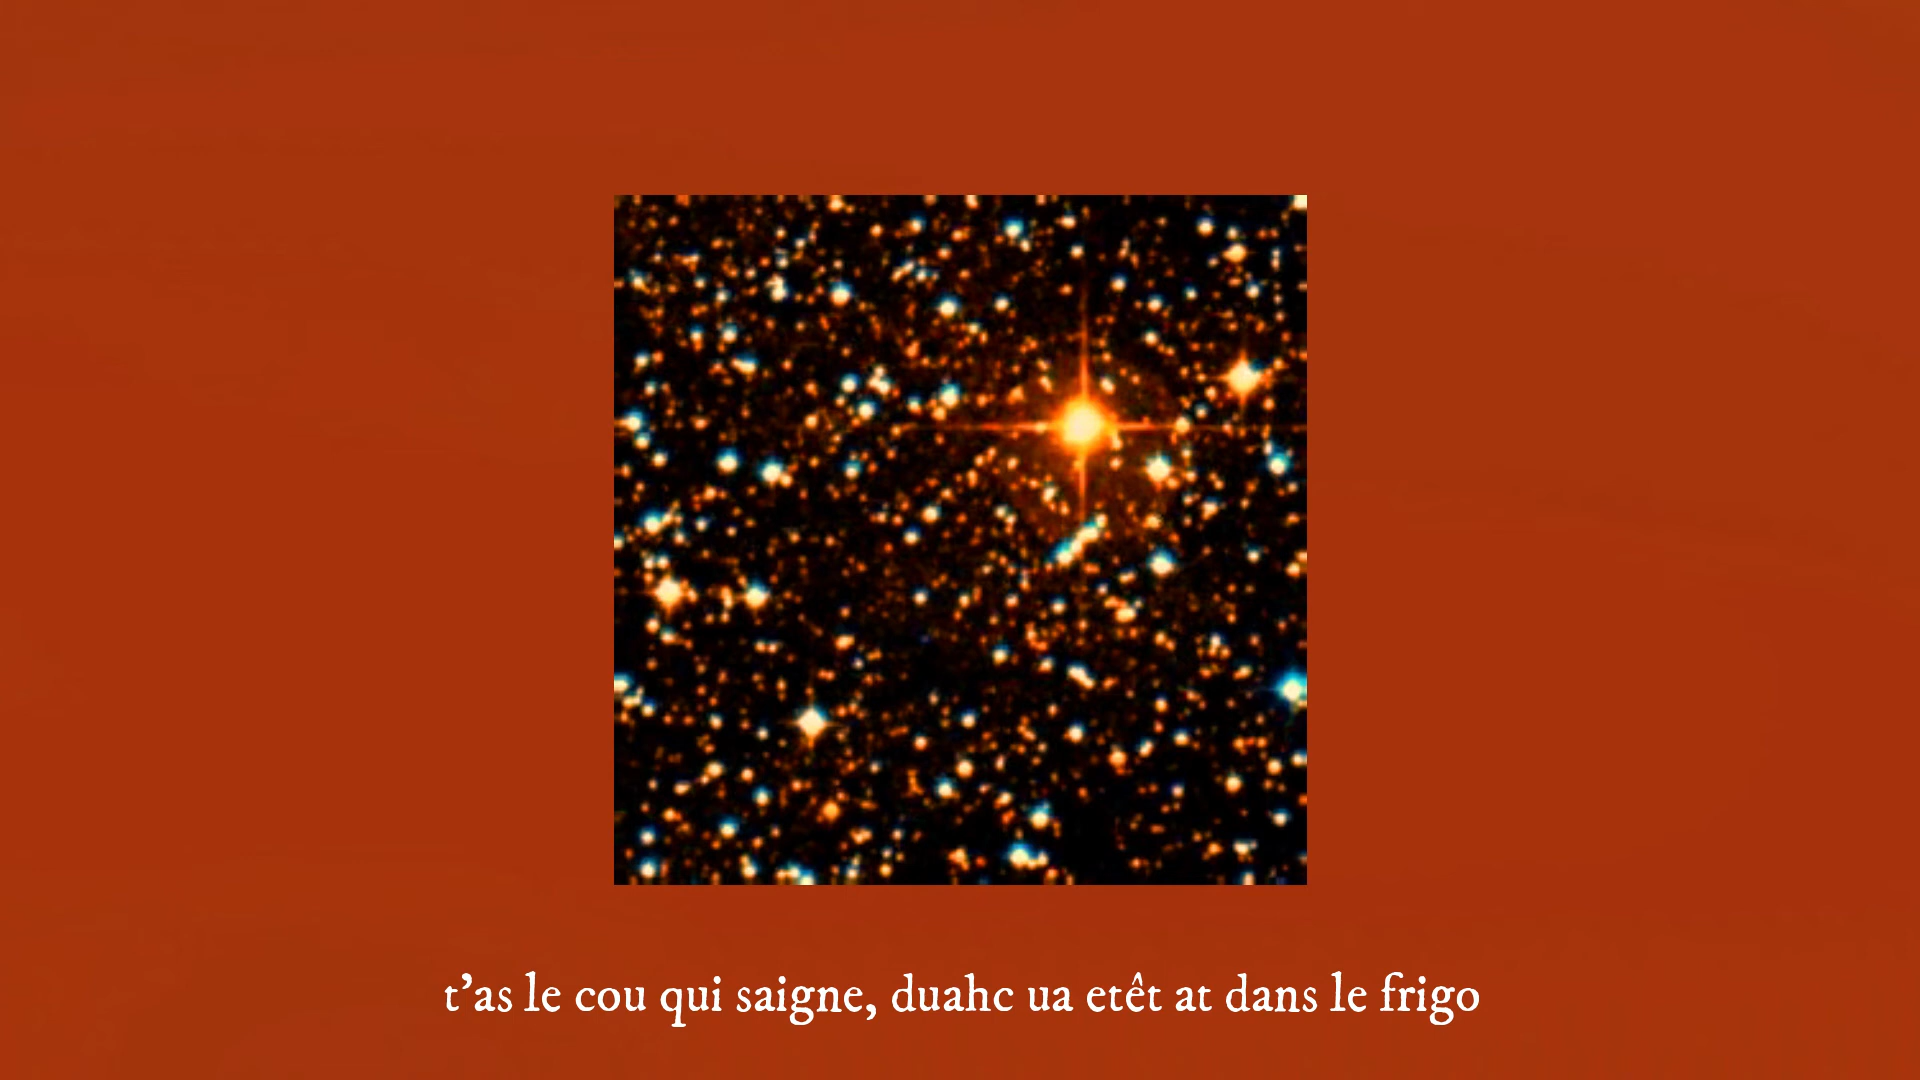 t’as le cou qui saigne, duahc ua etêt at dans le frigo